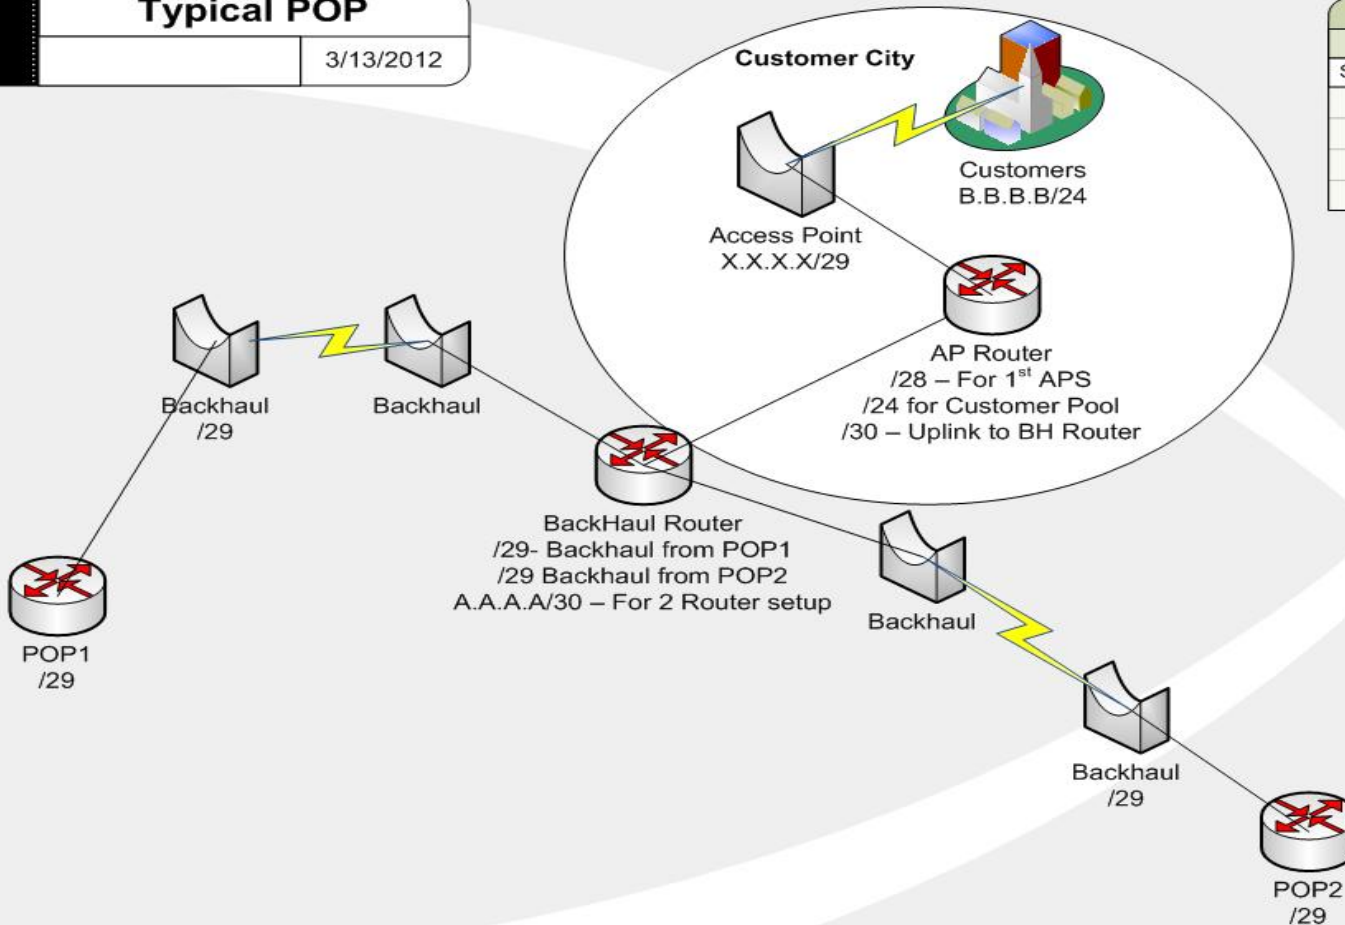 Typical POP
3/13/2012
Customer City
Customers
B.B.B.B/24
Access Point
X.X.X.X/29
AP Router
/28 – For 1st APS
/24 for Customer Pool
/30 – Uplink to BH Router
Backhaul
/29
Backhaul
BackHaul Router
/29- Backhaul from POP1
/29 Backhaul from POP2
A.A.A.A/30 – For 2 Router setup
POP1
/29
Backhaul
Backhaul
/29
POP2
/29